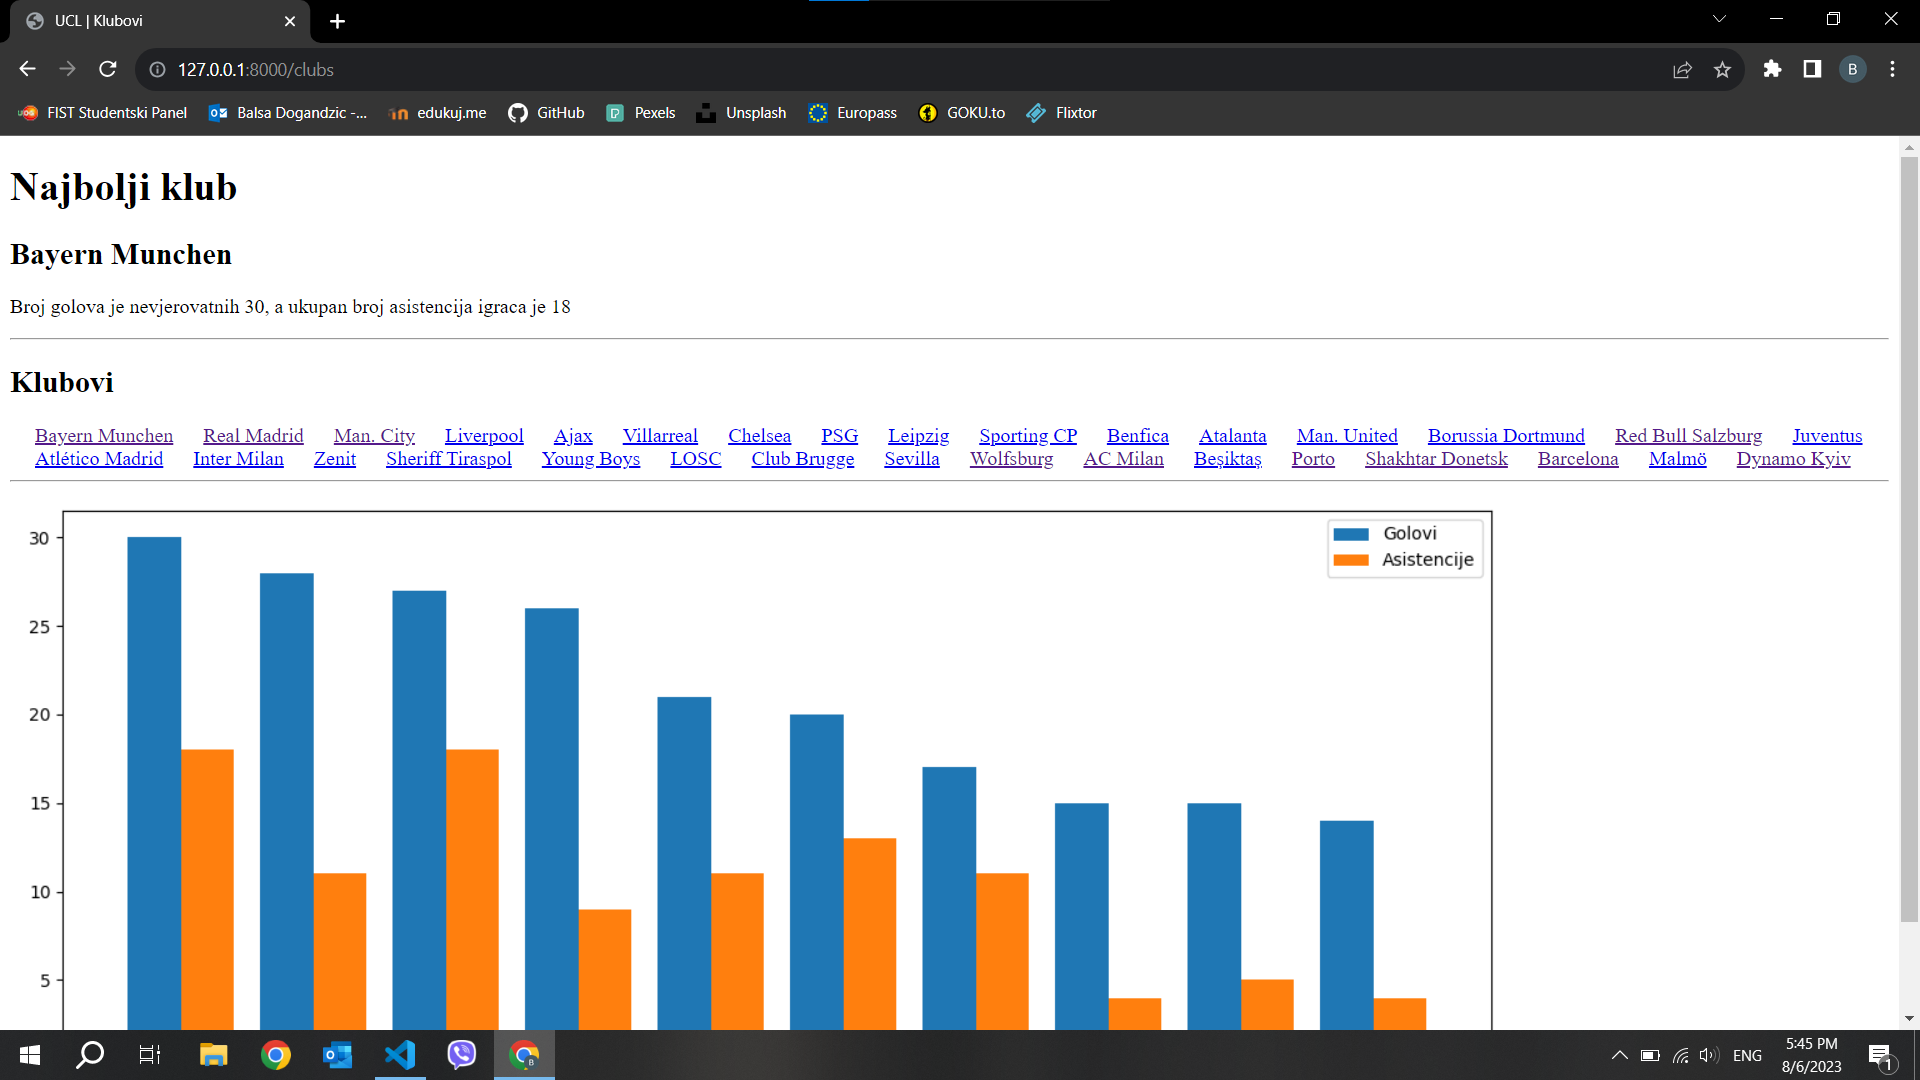 UCL | Klubovi
127.0.0.1:8000/clubs
B
FIST Studentski Panel Balsa Dogandzic -... edukuj.me GitHub Pexels Unsplash Europass GOKU.to Flixtor
Najbolji klub
Bayern Munchen
Broj golova je nevjerovatnih 30, a ukupan broj asistencija igraca je 18
Klubovi
Bayern Munchen Real Madrid Man. City Liverpool Ajax Villarreal Chelsea PSG Leipzig Sporting CP Benfica Atalanta Man. United Borussia Dortmund Red Bull Salzburg Juventus
Atlético Madrid Inter Milan Zenit Sheriff Tiraspol Young Boys LOSC Club Brugge Sevilla Wolfsburg AC Milan Beşiktaş Porto Shakhtar Donetsk Barcelona Malmö Dynamo Kyiv
Golovi
Asistencije
30
25
20
15
10
5
ENG
5:45 PM
8/6/2023
1